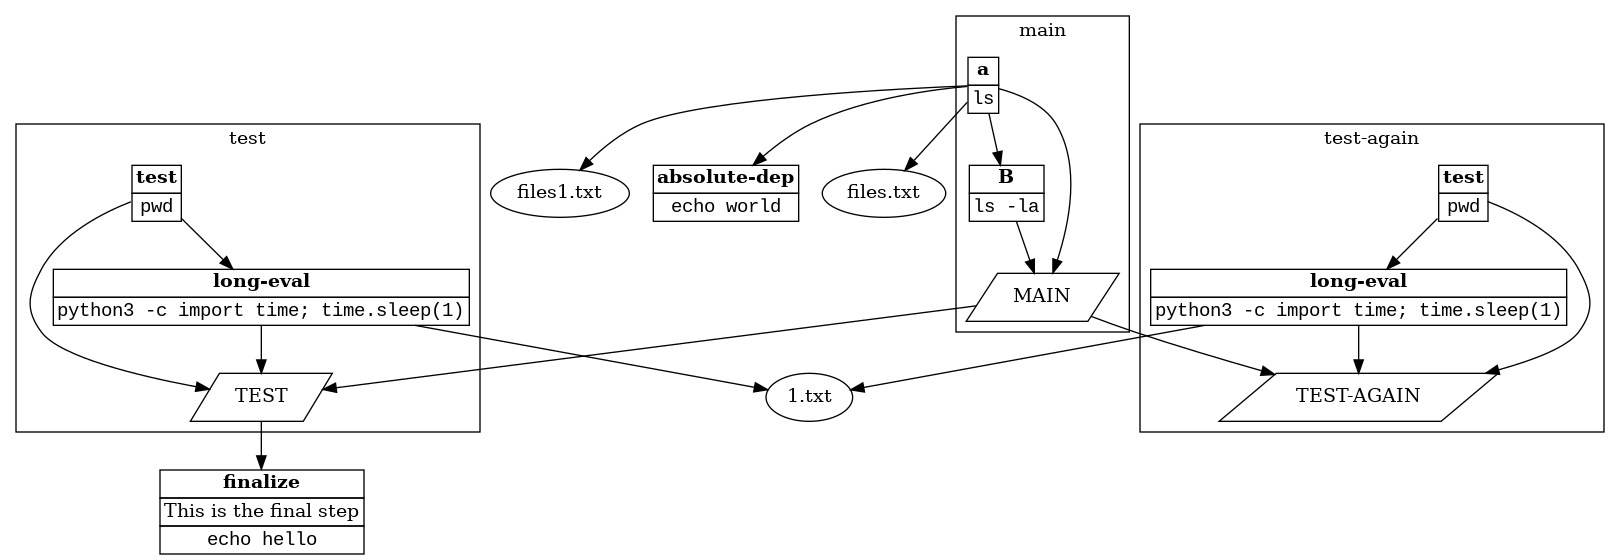 main
a
ls
test
test-again
test
pwd
files1.txt
absolute-dep
echo world
files.txt
B
ls -la
test
pwd
long-eval
python3 -c import time; time.sleep(1)
MAIN
long-eval
python3 -c import time; time.sleep(1)
TEST
1.txt
TEST-AGAIN
finalize
This is the final step
echo hello